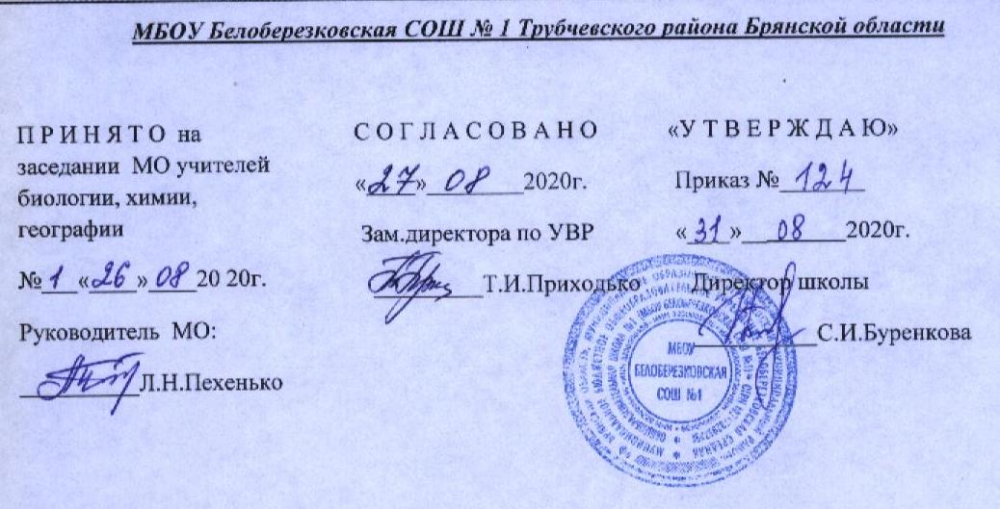 МБОУ Белоберезковская СОШ № 1 Трубчевского района Брянской области
П Р И Н Я Т О на
заседании МО учителей
биологии, химии,
географии
№ 1 «26» 08 20 20г.
Руководитель МО:
Л.Н.Пехенько
С О Г Л А С О В А Н О
«27» 08 2020г.
Зам.директора по УВР
Т.И.Приходько
«У Т В Е Р Ж Д А Ю»
Приказ № 124
«31» 08 2020г.
Директор школы
С.И.Буренкова
МБОУ
БЕЛОБЕРЕЗКОВСКАЯ
СОШ №1